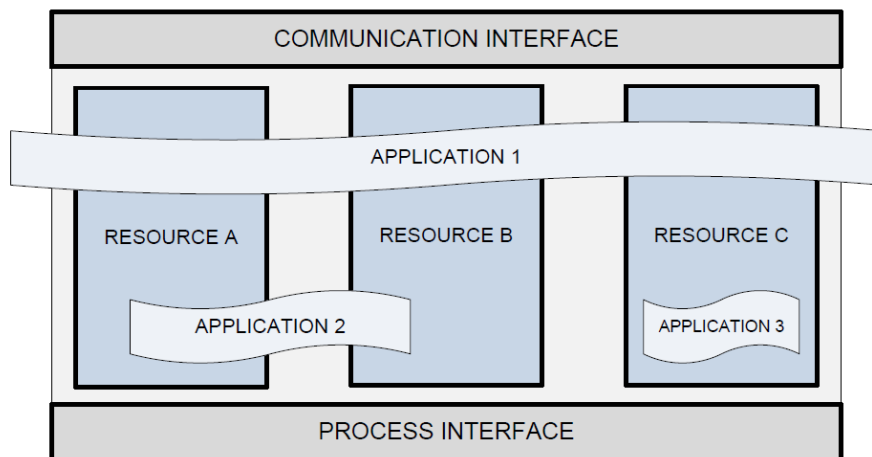 COMMUNICATION INTERFACE
APPLICATION 1
RESOURCE A
RESOURCE B
RESOURCE C
APPLICATION 2
APPLICATION 3
PROCESS INTERFACE